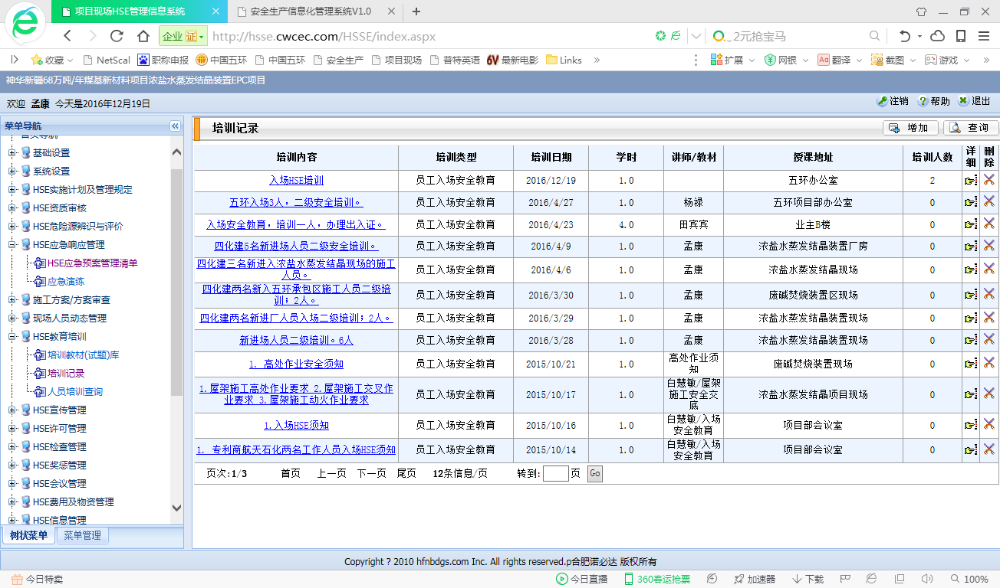 项目现场HSE管理信息系统
安全生产信息化管理系统V1.0
企业 证 http://hsse.cwcec.com/HSSE/index.aspx
2元抢宝马
收藏 NetScal 职称申报 中国五环 中国五环 安全生产 项目现场 普特英语 6V 最新电影 Links
扩展 网银 Aa 翻译 截图 游戏
神华新疆68万吨/年煤基新材料项目浓盐水蒸发结晶装置EPC项目
欢迎 孟康 今天是2016年12月19日
注销 帮助 退出
菜单导航
基础设置
系统设置
HSE实施计划及管理规定
HSE资质审核
HSE危险源辨识与评价
HSE应急响应管理
HSE应急预案管理清单
应急演练
施工方案/方案审查
现场人员动态管理
HSE教育培训
培训教材(试题)库
培训记录
人员培训查询
HSE宣传管理
HSE许可管理
HSE检查管理
HSE奖惩管理
HSE会议管理
HSE费用及物资管理
HSE信息管理
树状菜单 菜单管理
培训记录
增加 查询
培训内容 培训类型 培训日期 学时 讲师/教材 授课地址 培训人数 详细 删除
入场HSE培训 员工入场安全教育 2016/12/19 1.0 五环办公室 2
五环入场3人，二级安全培训。 员工入场安全教育 2016/4/27 1.0 杨禄 五环项目部办公室 0
入场安全教育，培训一人，办理出入证。 员工入场安全教育 2016/4/23 4.0 田宾宾 业主B楼 0
四化建5名新进场人员二级安全培训。 员工入场安全教育 2016/4/9 1.0 孟康 浓盐水蒸发结晶装置厂房 0
四化建三名新进入浓盐水蒸发结晶现场的施工
人员。 员工入场安全教育 2016/4/6 1.0 孟康 浓盐水蒸发结晶现场 0
四化建两名新入五环承包区施工人员二级培
训；2人。 员工入场安全教育 2016/3/30 1.0 孟康 废碱焚烧装置区现场 0
四化建两名新进厂人员入场二级培训；2人。 员工入场安全教育 2016/3/29 1.0 孟康 浓盐水蒸发结晶装置现场 0
新进场人员二级培训。6人 员工入场安全教育 2016/3/28 1.0 孟康 浓盐水蒸发结晶装置现场 0
1. 高处作业安全须知 员工入场安全教育 2015/10/21 1.0 高处作业须
知 废碱焚烧装置现场 0
1.屋架施工高处作业要求 2.屋架施工交叉作
业要求 3.屋架施工动火作业要求 员工入场安全教育 2015/10/17 1.0 白慧敏/屋架
施工安全交
底 浓盐水蒸发结晶项目现场 0
1.入场HSE须知 员工入场安全教育 2015/10/16 1.0 白慧敏/入场
安全教育 项目部会议室 0
1. 专利商航天石化两名工作人员入场HSE须知 员工入场安全教育 2015/10/14 1.0 白慧敏/入场
安全教育 项目部会议室 0
页次:1/3 首页 上一页 下一页 尾页 12条信息/页 转到: 页 Go
Copyright ? 2010 hfnbdgs.com Inc. All rights reserved.p合肥诺必达 版权所有
今日特卖 今日直播 360春运抢票 加速器 下载 100%